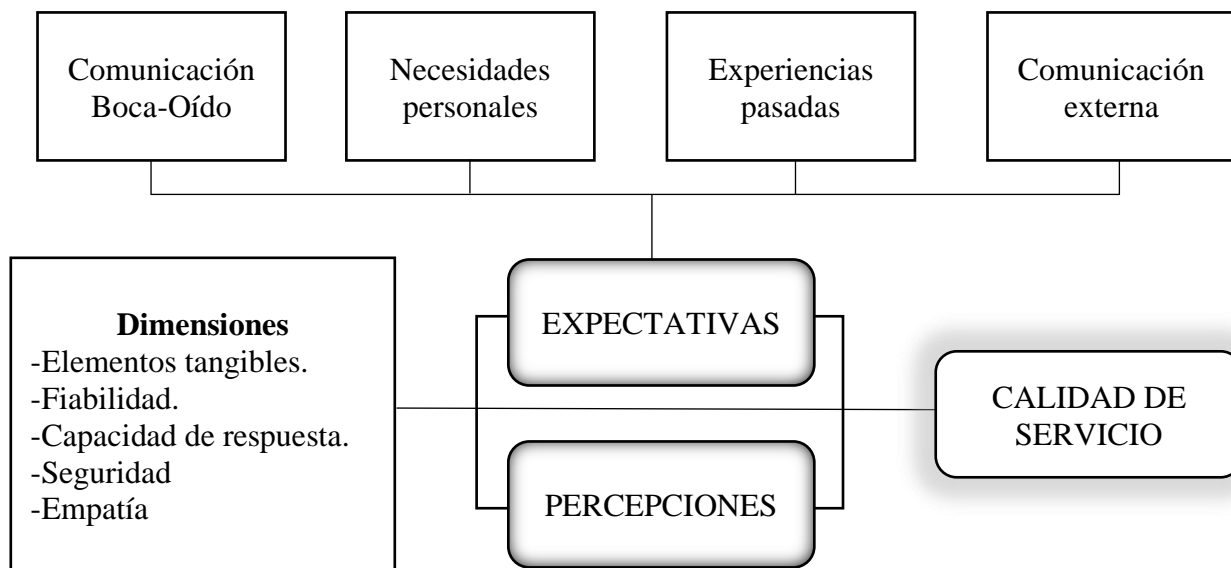 Comunicación
Boca-Oído
Necesidades
personales
Experiencias
pasadas
Comunicación
externa
Dimensiones
-Elementos tangibles.
-Fiabilidad.
-Capacidad de respuesta.
-Seguridad
-Empatía
EXPECTATIVAS
PERCEPCIONES
CALIDAD DE
SERVICIO